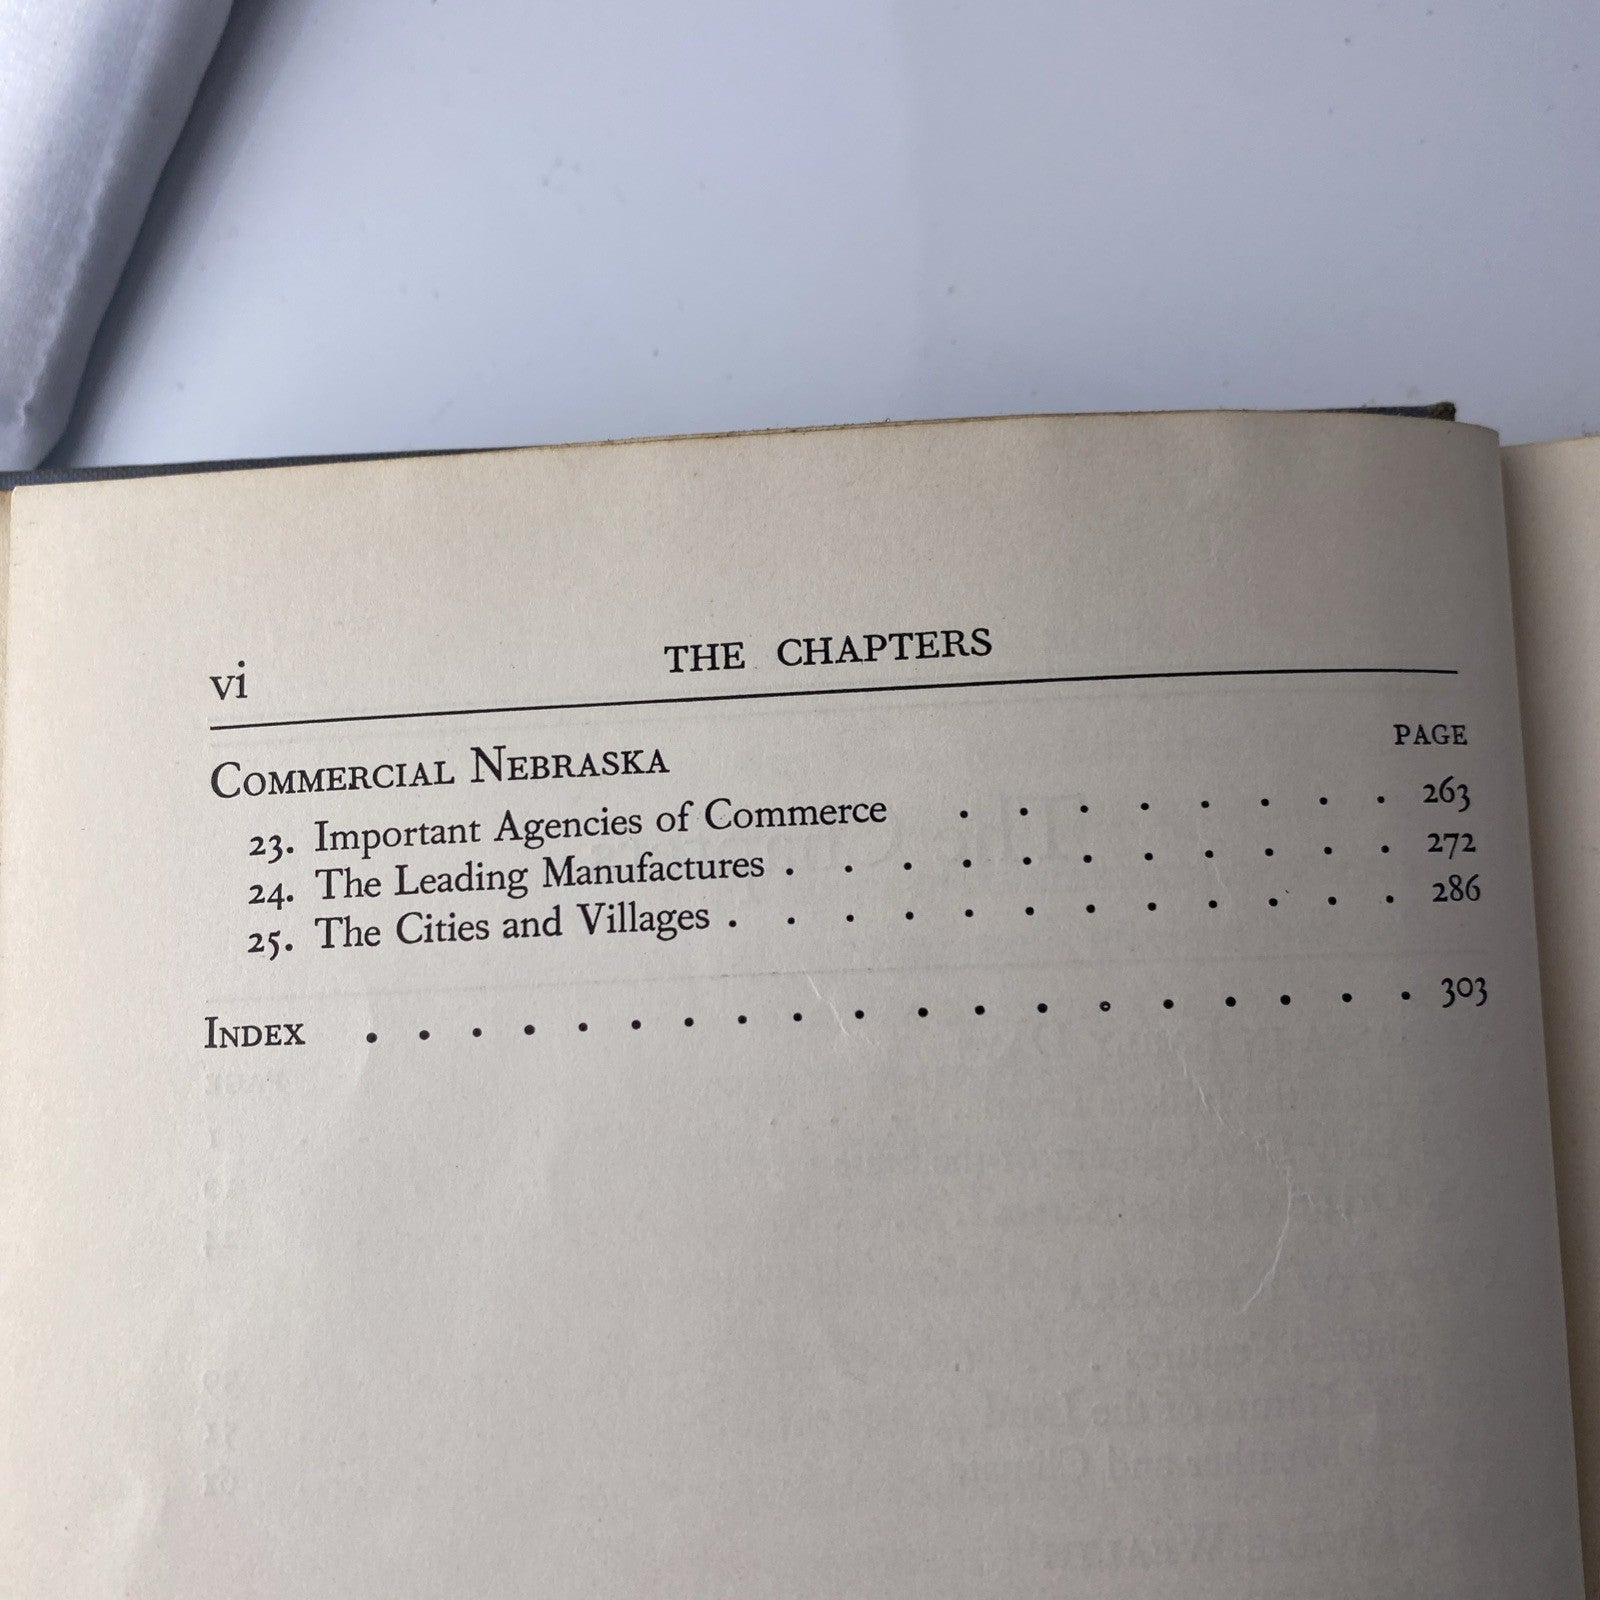 vi THE CHAPTERS
PAGE
COMMERCIAL NEBRASKA
23. Important Agencies of Commerce . . . . . . . . 263
24. The Leading Manufactures . . . . . . . . . . . 272
25. The Cities and Villages . . . . . . . . . . . . 286
INDEX . . . . . . . . . . . . . . . . . . 303